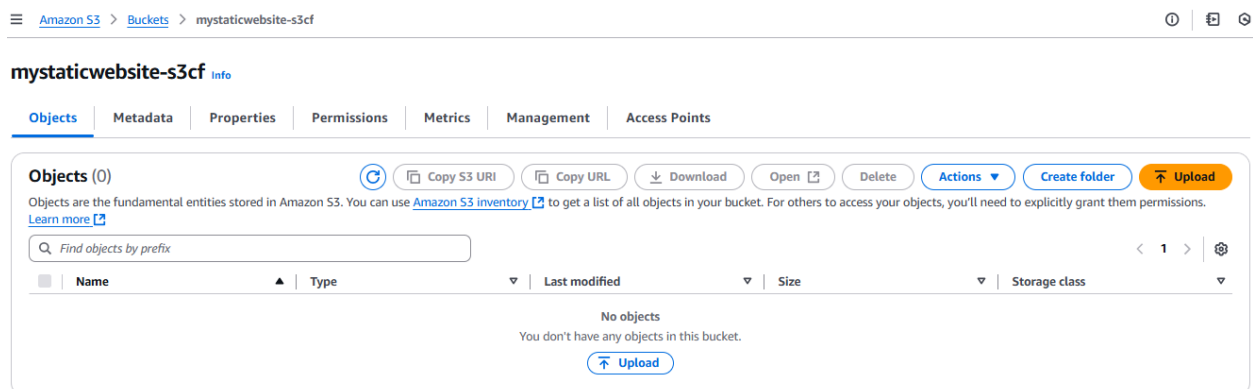 Amazon S3 > Buckets > mystaticwebsite-s3cf
mystaticwebsite-s3cf Info
Objects Metadata Properties Permissions Metrics Management Access Points
Objects (0) Copy S3 URI Copy URL Download Open Delete Actions Create folder Upload
Objects are the fundamental entities stored in Amazon S3. You can use Amazon S3 inventory to get a list of all objects in your bucket. For others to access your objects, you'll need to explicitly grant them permissions.
Learn more
Find objects by prefix < 1 >
Name Type Last modified Size Storage class
No objects
You don't have any objects in this bucket.
Upload